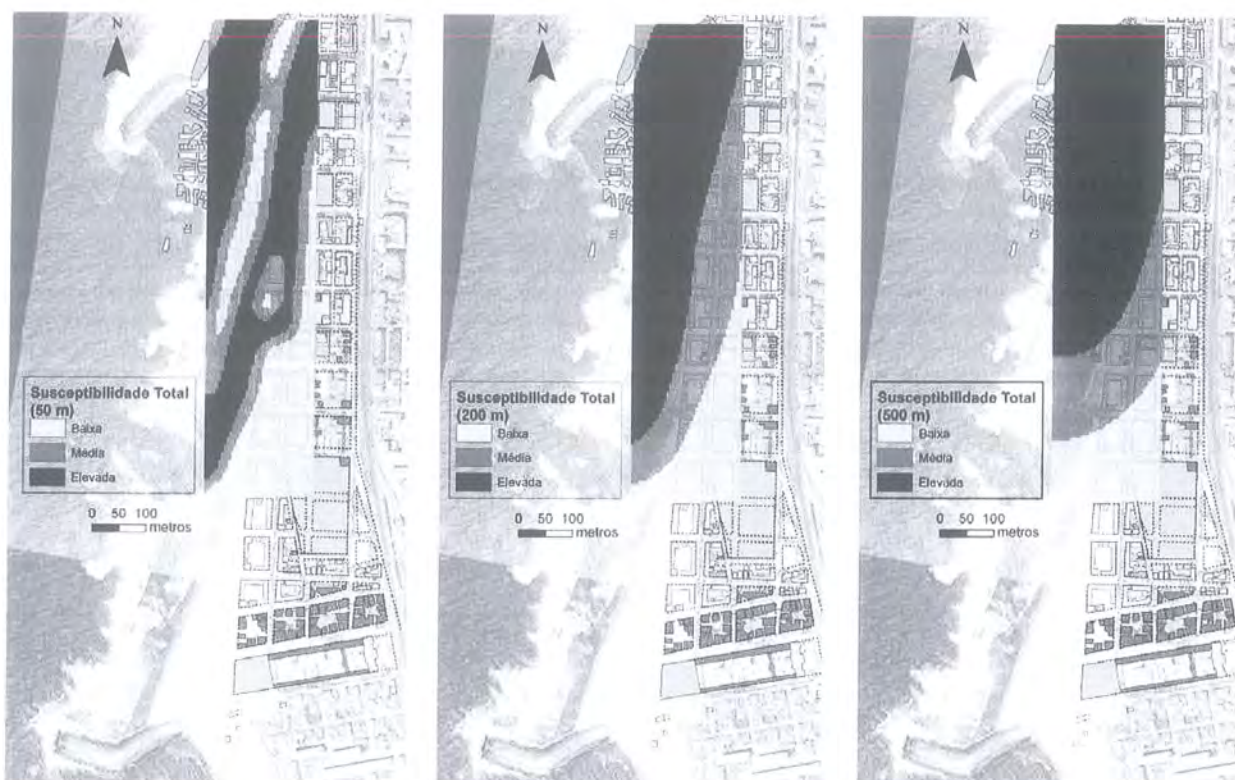 N
Susceptibilidade Total
(50 m)
Baixa
Média
Elevada
0 50 100
metros
N
Susceptibilidade Total
(200 m)
Baixa
Média
Elevada
0 50 100
metros
N
Susceptibilidade Total
(500 m)
Baixa
Média
Elevada
0 50 100
metros